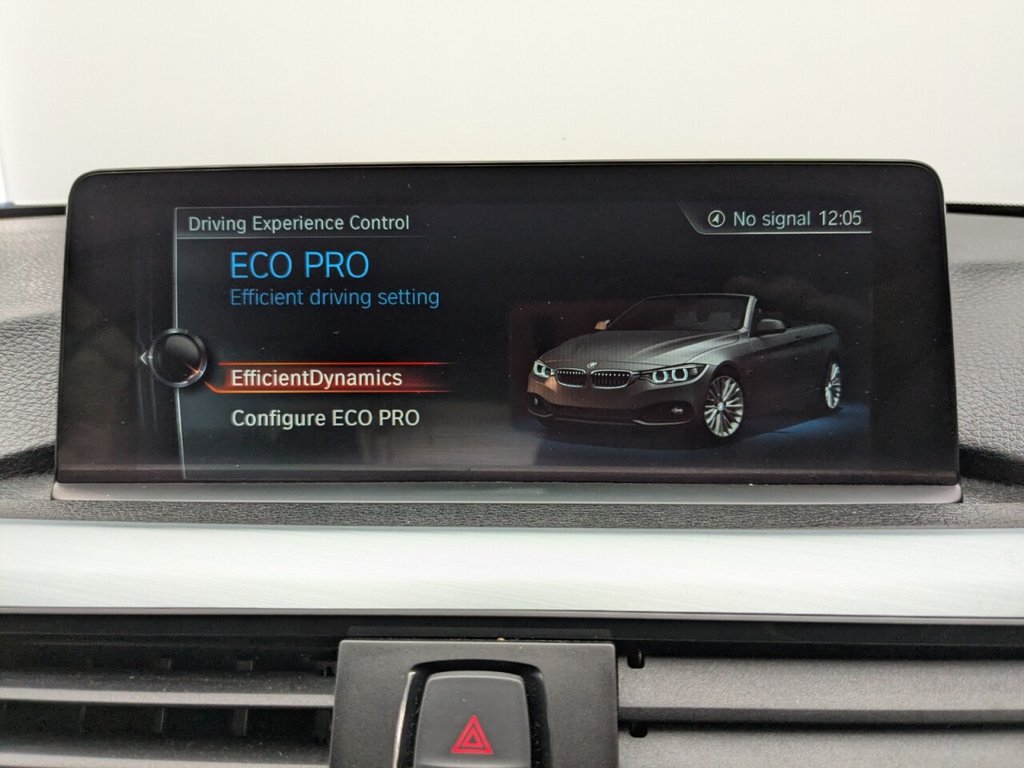 Driving Experience Control
No signal 12:05
ECO PRO
Efficient driving setting
EfficientDynamics
Configure ECO PRO